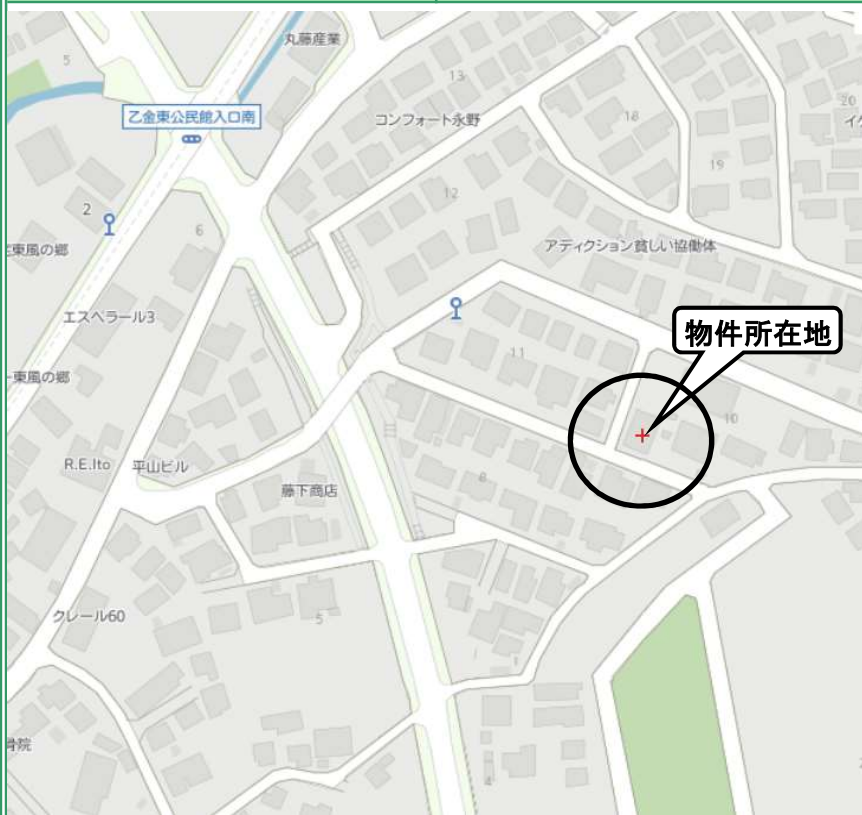 丸藤産業
5
13
乙金東公民館入口南
コンフォート永野
18
20
19
2
12
6
アディクション貧しい協働体
東風の郷
エスペラール3
物件所在地
11
東風の郷
10
R.E.Ito
平山ビル
8
藤下商店
クレール60
5
骨院
4